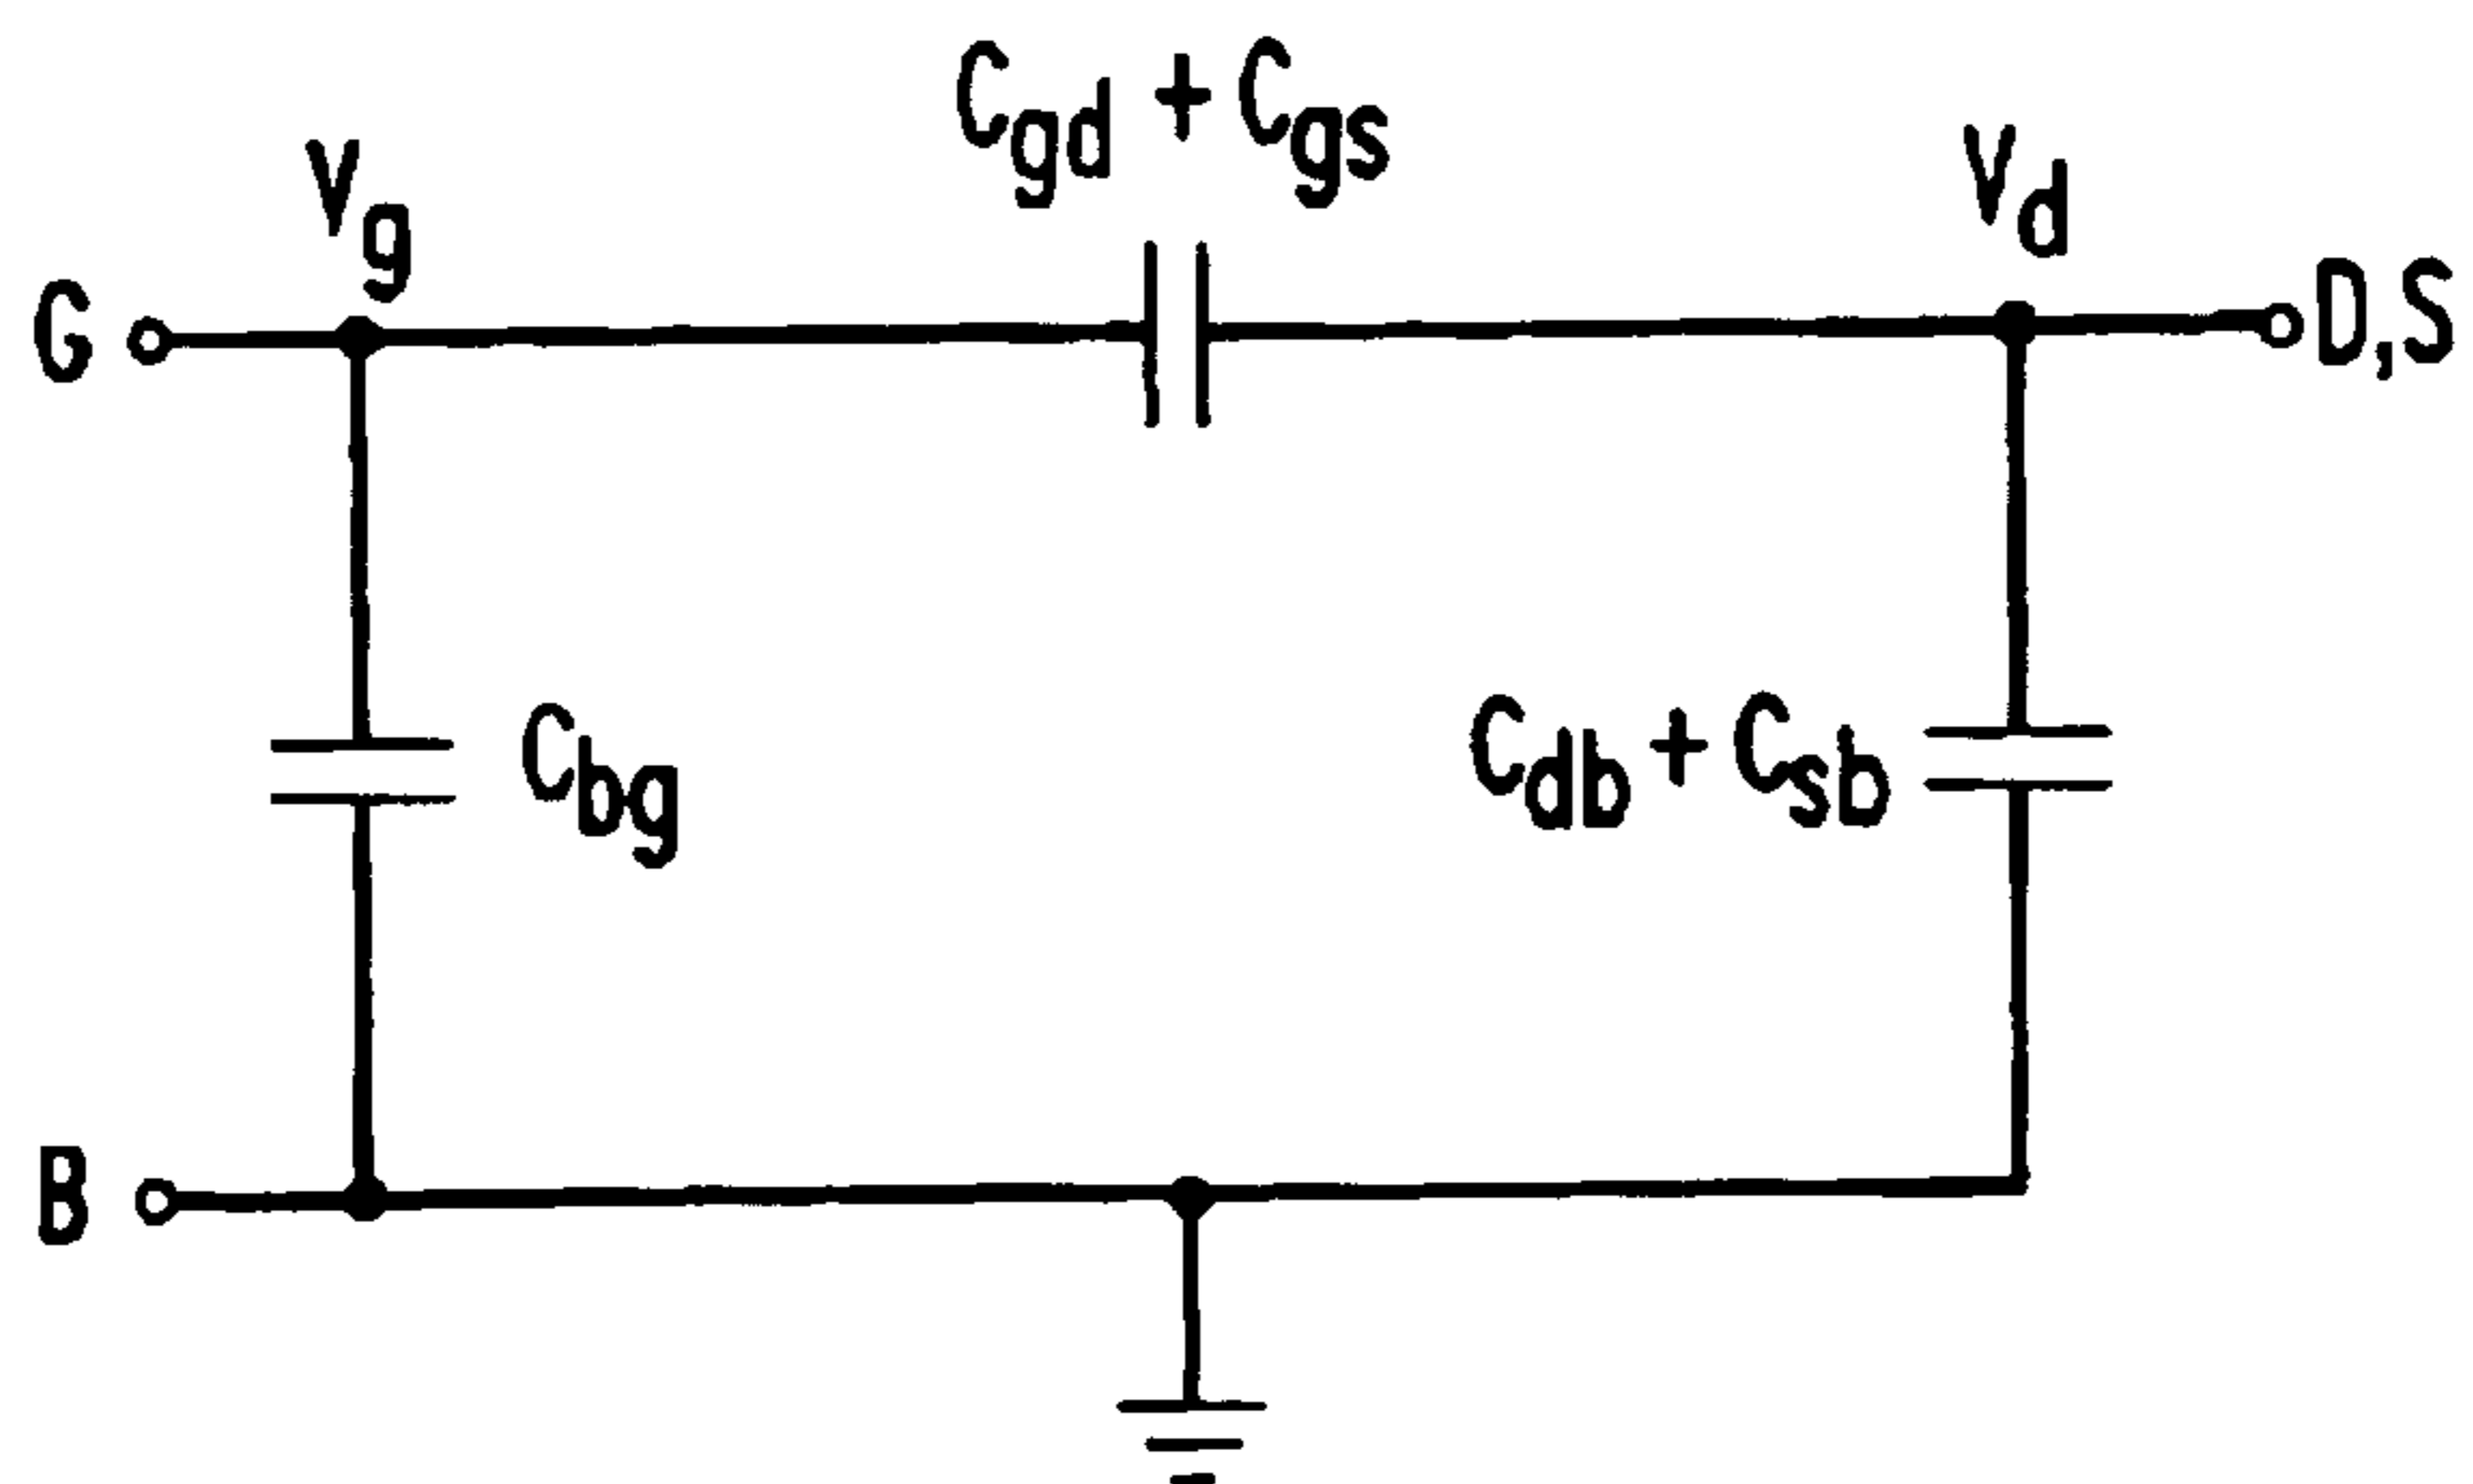 Cgd + Cgs
Vg
Vd
G
D,S
Cbg
Cdb + Csb
B